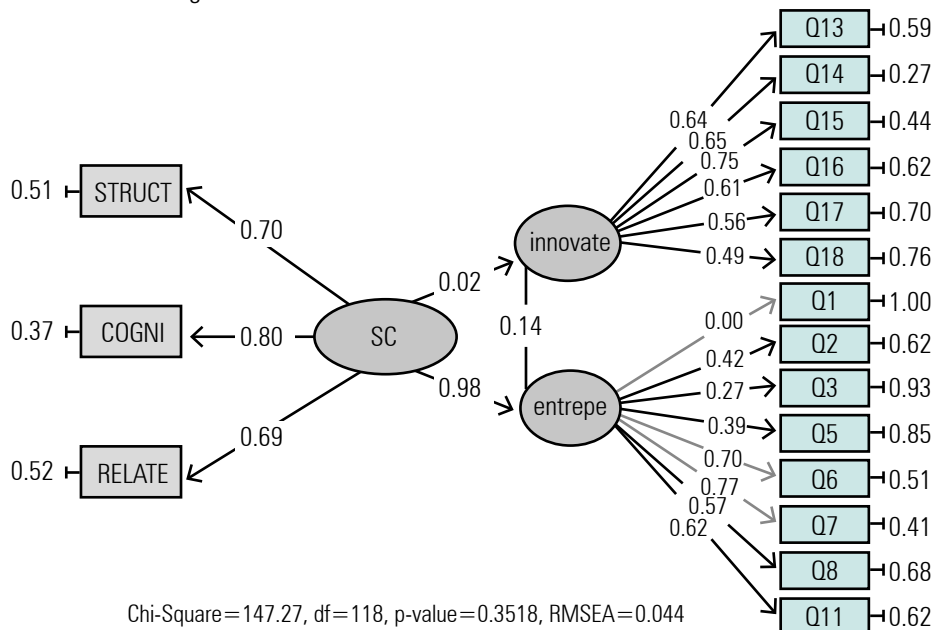 0.51
STRUCT
0.70
0.37
COGNI
0.80
0.52
RELATE
0.69
SC
0.02
0.98
innovate
0.14
entrepe
0.64
0.65
0.75
0.61
0.56
0.49
0.00
0.42
0.27
0.39
0.70
0.77
0.57
0.62
Q13 0.59
Q14 0.27
Q15 0.44
Q16 0.62
Q17 0.70
Q18 0.76
Q1 1.00
Q2 0.62
Q3 0.93
Q5 0.85
Q6 0.51
Q7 0.41
Q8 0.68
Q11 0.62
Chi-Square=147.27, df=118, p-value=0.3518, RMSEA=0.044